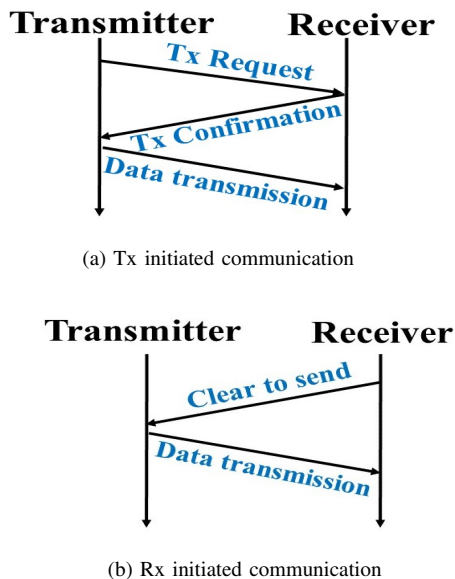 Transmitter Receiver
Tx Request
Tx Confirmation
Data transmission
(a) Tx initiated communication
Transmitter Receiver
Clear to send
Data transmission
(b) Rx initiated communication